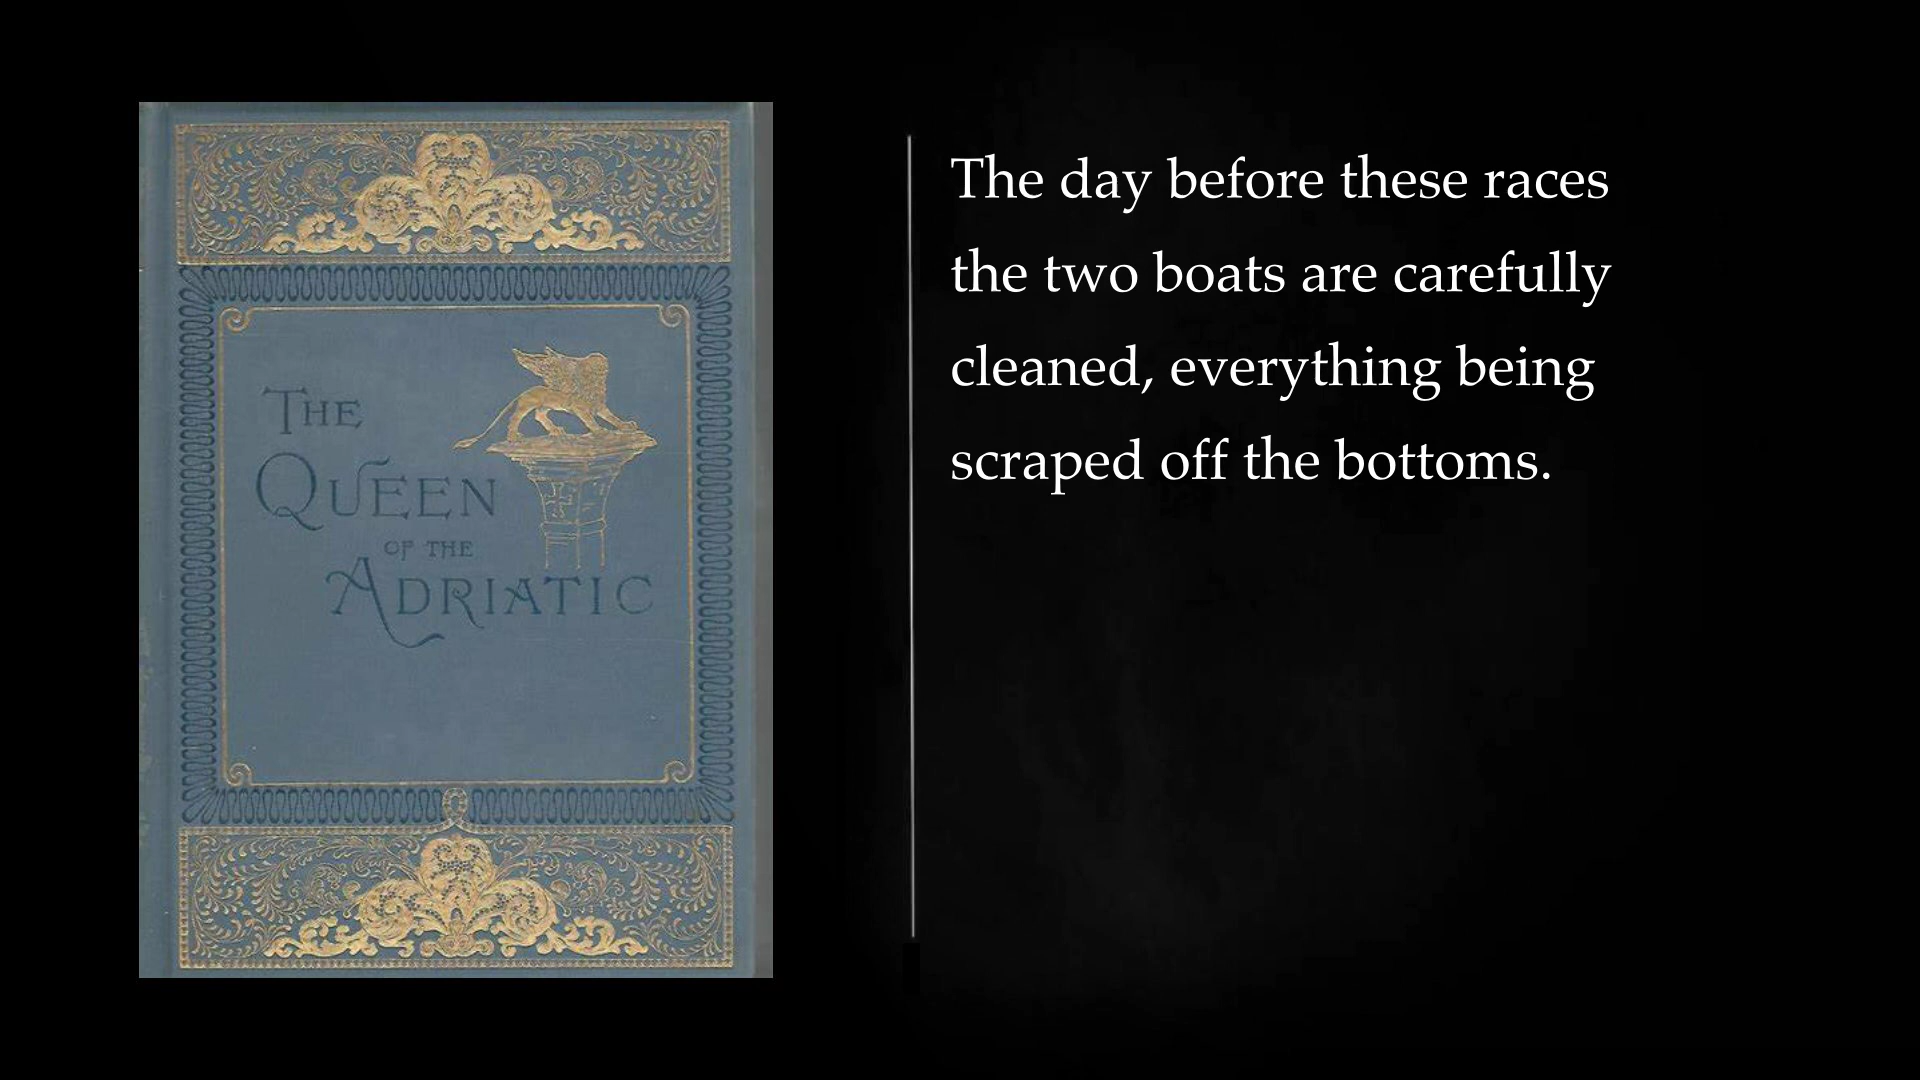 THE
QUEEN
OF THE
ADRIATIC
The day before these races
the two boats are carefully
cleaned, everything being
scraped off the bottoms.